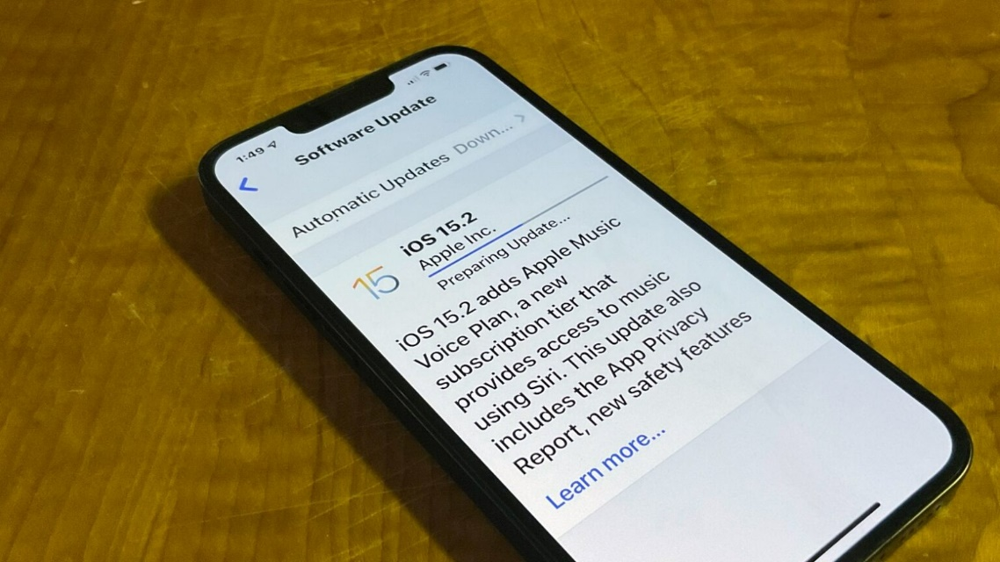 1:49
Software Update
Automatic Updates Down...
15
iOS 15.2
Apple Inc.
Preparing Update...
iOS 15.2 adds Apple Music
Voice Plan, a new
subscription tier that
provides access to music
using Siri. This update also
includes the App Privacy
Report, new safety features
Learn more...